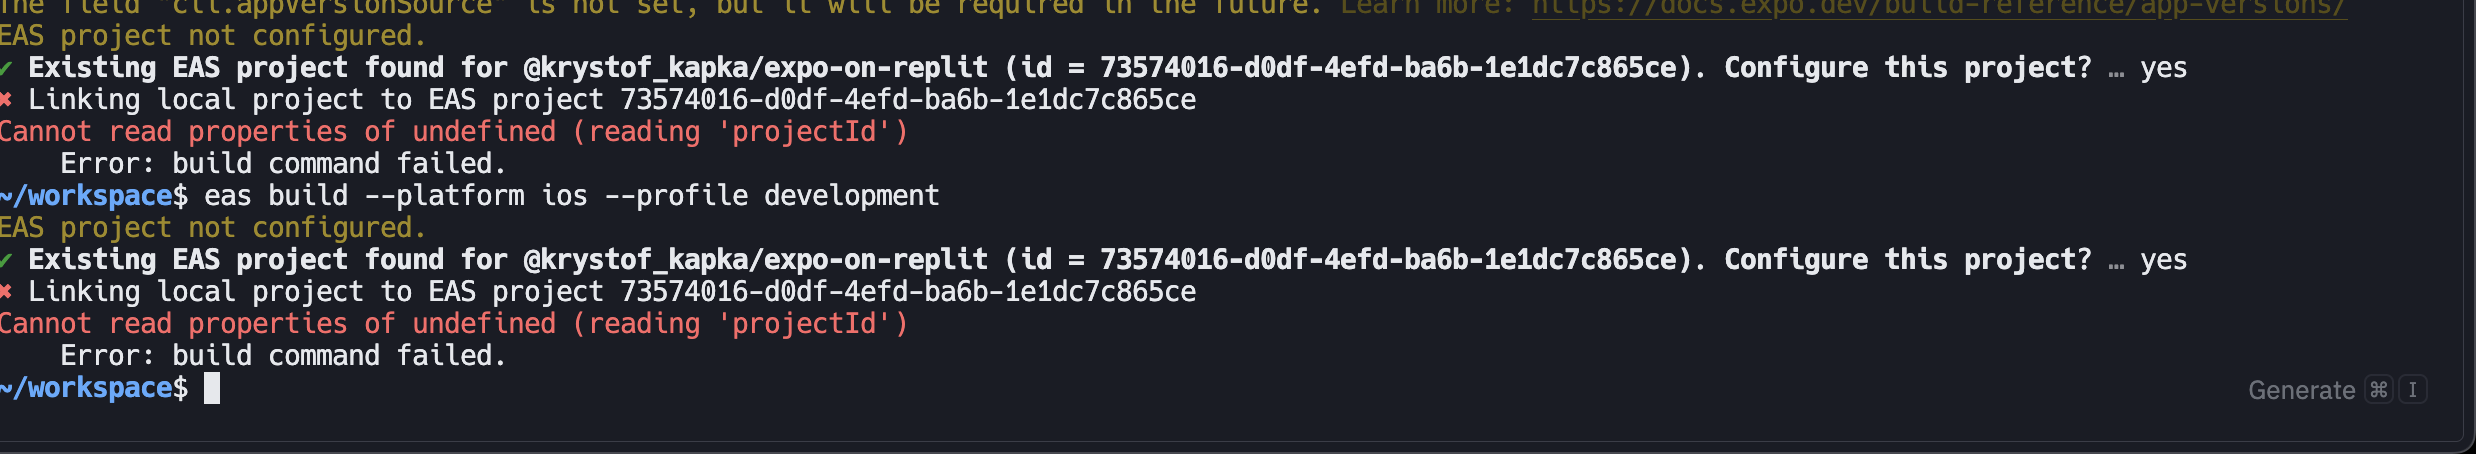 The field "cli.appVersionSource" is not set, but it will be required in the future. Learn more: https://docs.expo.dev/build-reference/app-versions/
EAS project not configured.
✔ Existing EAS project found for @krystof_kapka/expo-on-replit (id = 73574016-d0df-4efd-ba6b-1e1dc7c865ce). Configure this project? … yes
✖ Linking local project to EAS project 73574016-d0df-4efd-ba6b-1e1dc7c865ce
Cannot read properties of undefined (reading 'projectId')
    Error: build command failed.
~/workspace$ eas build --platform ios --profile development
EAS project not configured.
✔ Existing EAS project found for @krystof_kapka/expo-on-replit (id = 73574016-d0df-4efd-ba6b-1e1dc7c865ce). Configure this project? … yes
✖ Linking local project to EAS project 73574016-d0df-4efd-ba6b-1e1dc7c865ce
Cannot read properties of undefined (reading 'projectId')
    Error: build command failed.
~/workspace$
Generate ⌘ I